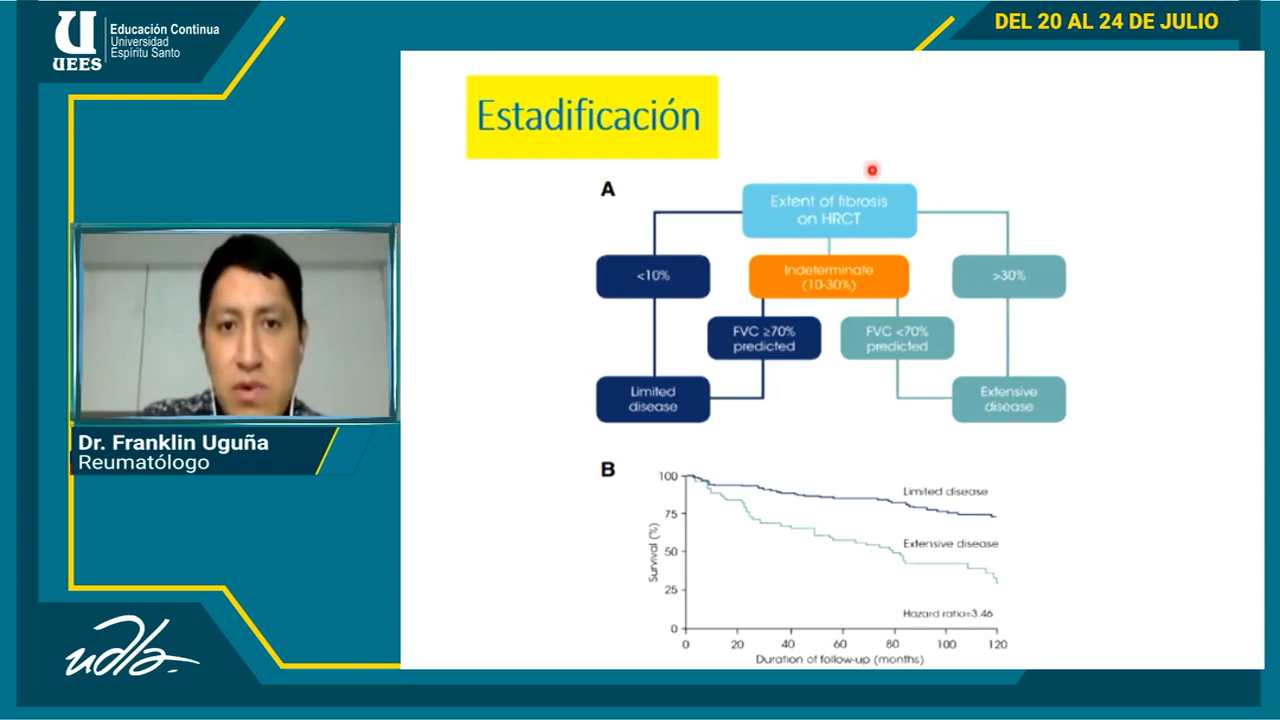 UEES
Educación Continua
Universidad
Espíritu Santo
DEL 20 AL 24 DE JULIO
Estadificación
A
Extent of fibrosis
on HRCT
<10%
Indeterminate
(10-30%)
>30%
FVC ≥70%
predicted
FVC <70%
predicted
Limited
disease
Extensive
disease
Dr. Franklin Uguña
Reumatólogo
B
Survival (%)
100
75
50
25
0
Limited disease
Extensive disease
Hazard ratio=3.46
0 20 40 60 80 100 120
Duration of follow-up (months)
udla